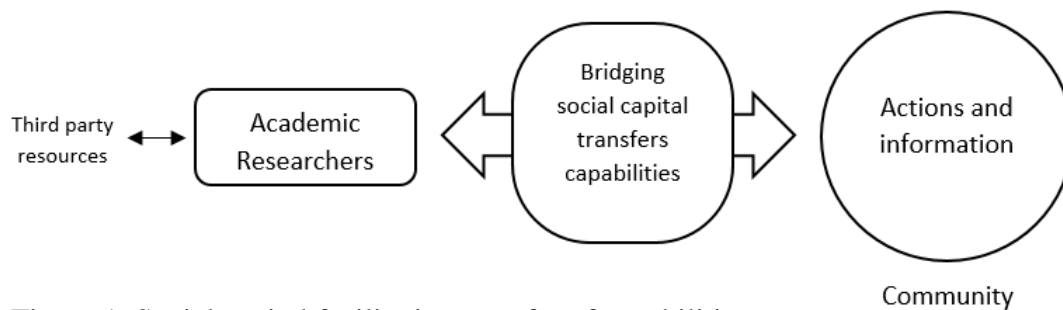 Third party
resources
Academic
Researchers
Bridging
social capital
transfers
capabilities
Actions and
information
Community